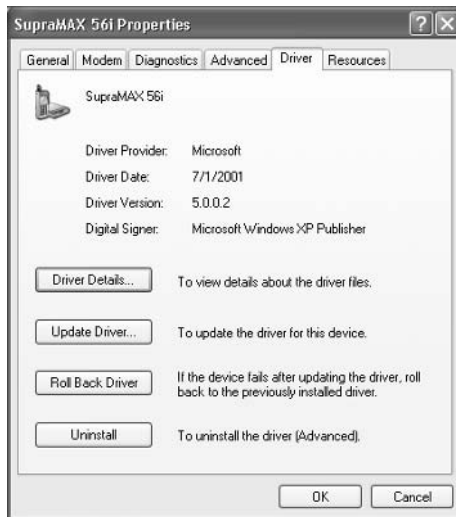 SupraMAX 56i Properties
General Modem Diagnostics Advanced Driver Resources
SupraMAX 56i
Driver Provider: Microsoft
Driver Date: 7/1/2001
Driver Version: 5.0.0.2
Digital Signer: Microsoft Windows XP Publisher
Driver Details... To view details about the driver files.
Update Driver... To update the driver for this device.
Roll Back Driver If the device fails after updating the driver, roll
back to the previously installed driver.
Uninstall To uninstall the driver (Advanced).
OK Cancel